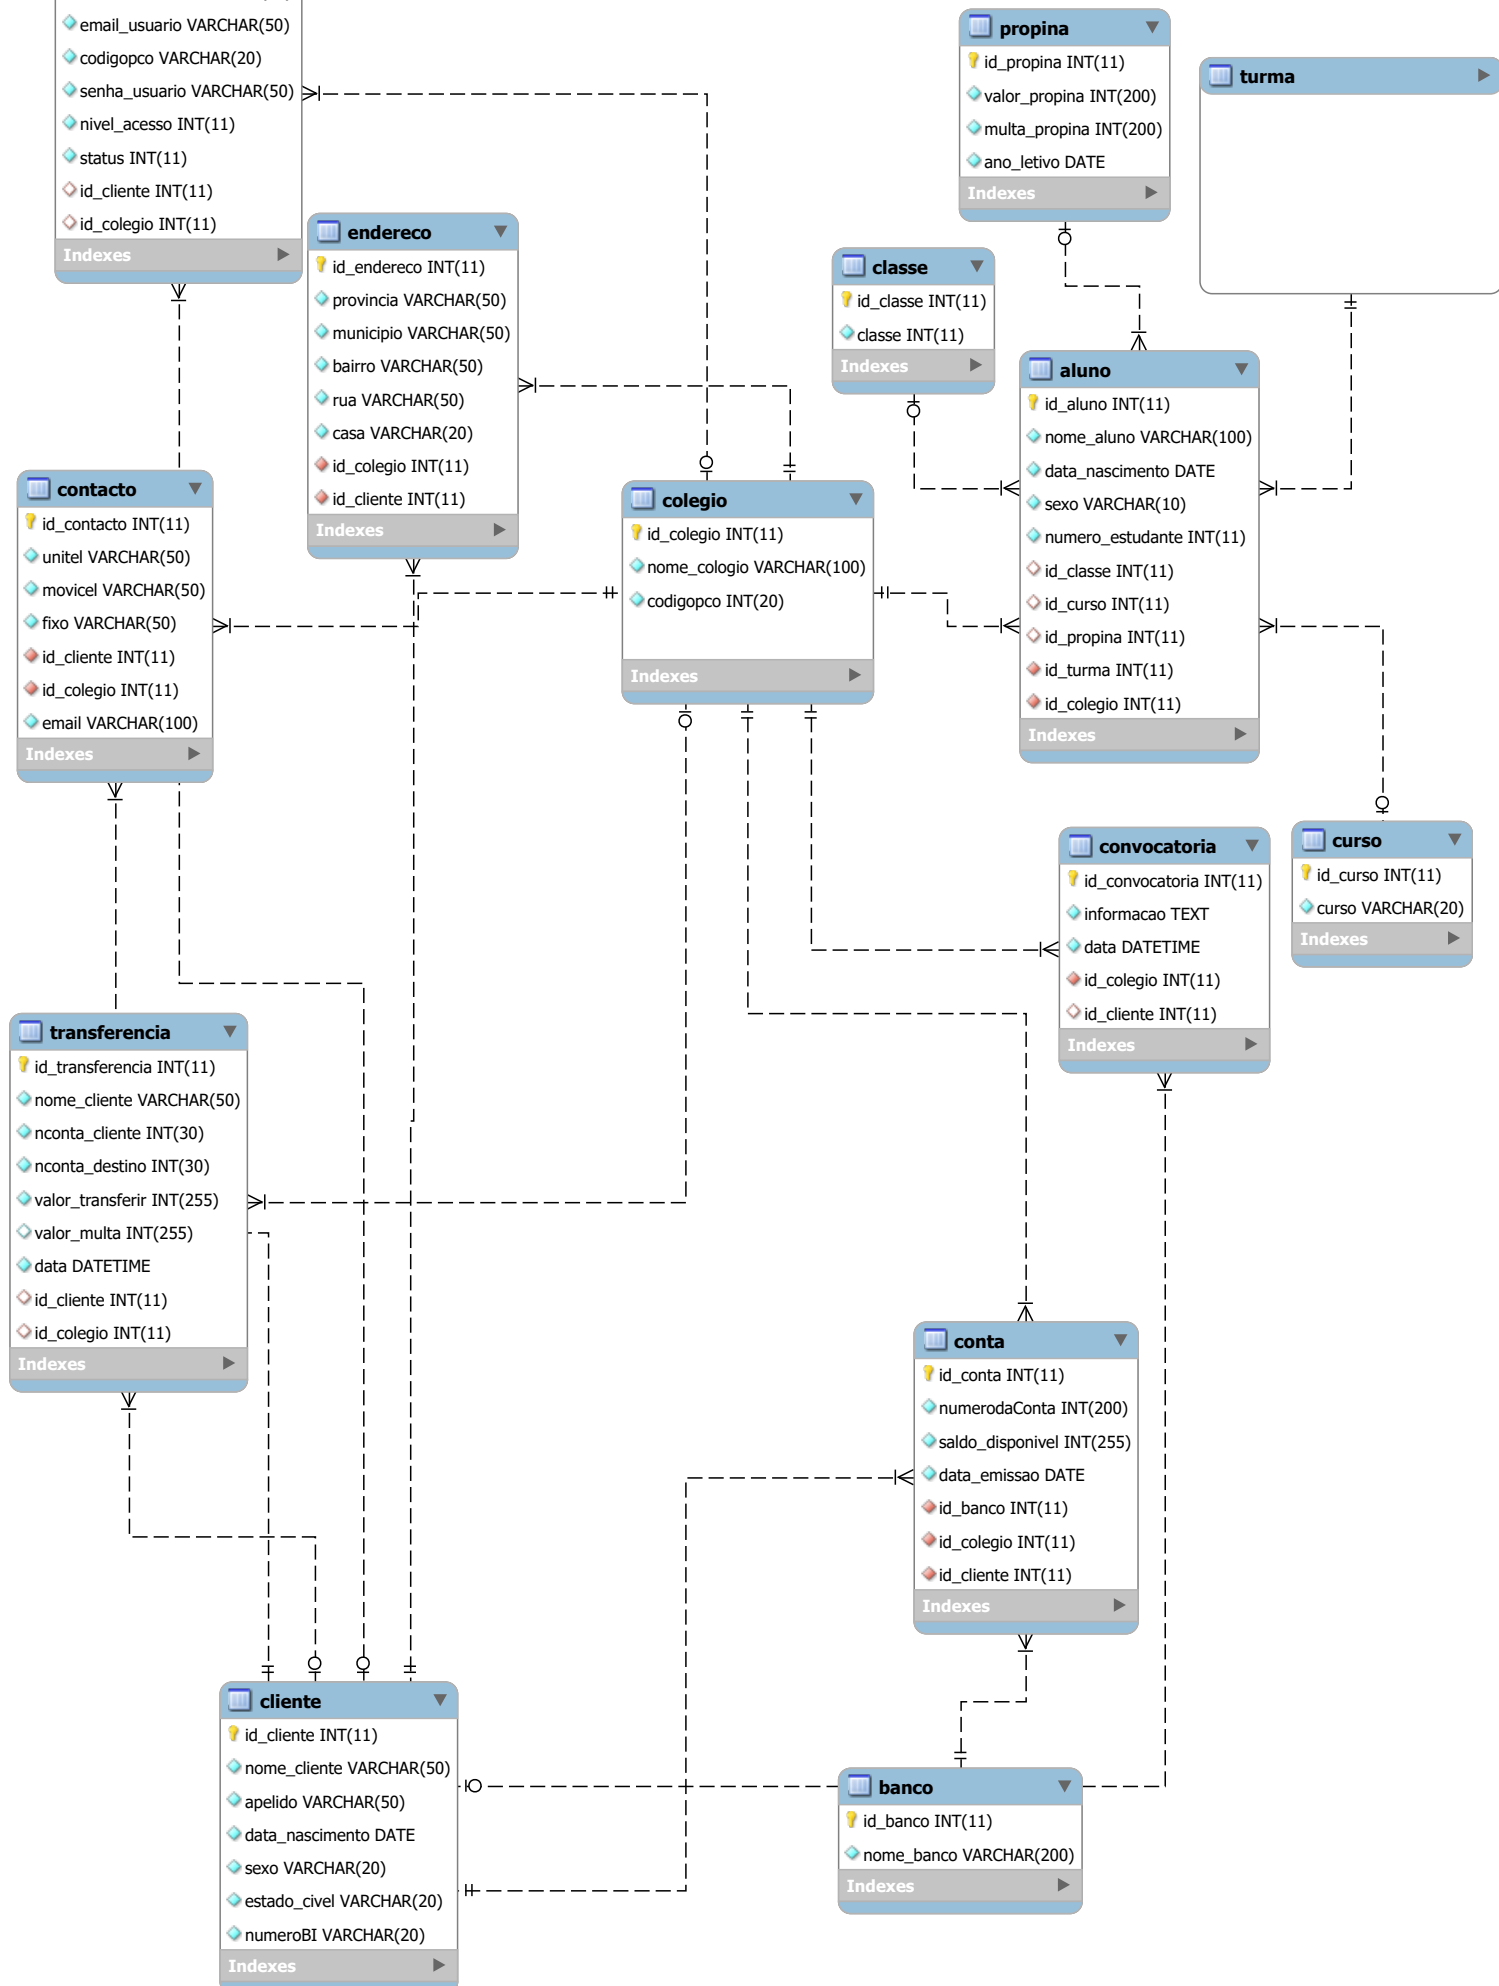 email_usuario VARCHAR(50)
codigopco VARCHAR(20)
senha_usuario VARCHAR(50)
nivel_acesso INT(11)
status INT(11)
id_cliente INT(11)
id_colegio INT(11)
Indexes
propina
id_propina INT(11)
valor_propina INT(200)
multa_propina INT(200)
ano_letivo DATE
Indexes
turma
endereco
id_endereco INT(11)
provincia VARCHAR(50)
municipio VARCHAR(50)
bairro VARCHAR(50)
rua VARCHAR(50)
casa VARCHAR(20)
id_colegio INT(11)
id_cliente INT(11)
Indexes
classe
id_classe INT(11)
classe INT(11)
Indexes
aluno
id_aluno INT(11)
nome_aluno VARCHAR(100)
data_nascimento DATE
sexo VARCHAR(10)
numero_estudante INT(11)
id_classe INT(11)
id_curso INT(11)
id_propina INT(11)
id_turma INT(11)
id_colegio INT(11)
Indexes
contacto
id_contacto INT(11)
unitel VARCHAR(50)
movicel VARCHAR(50)
fixo VARCHAR(50)
id_cliente INT(11)
id_colegio INT(11)
email VARCHAR(100)
Indexes
colegio
id_colegio INT(11)
nome_cologio VARCHAR(100)
codigopco INT(20)
Indexes
convocatoria
id_convocatoria INT(11)
informacao TEXT
data DATETIME
id_colegio INT(11)
id_cliente INT(11)
Indexes
curso
id_curso INT(11)
curso VARCHAR(20)
Indexes
transferencia
id_transferencia INT(11)
nome_cliente VARCHAR(50)
nconta_cliente INT(30)
nconta_destino INT(30)
valor_transferir INT(255)
valor_multa INT(255)
data DATETIME
id_cliente INT(11)
id_colegio INT(11)
Indexes
conta
id_conta INT(11)
numerodaConta INT(200)
saldo_disponivel INT(255)
data_emissao DATE
id_banco INT(11)
id_colegio INT(11)
id_cliente INT(11)
Indexes
cliente
id_cliente INT(11)
nome_cliente VARCHAR(50)
apelido VARCHAR(50)
data_nascimento DATE
sexo VARCHAR(20)
estado_civel VARCHAR(20)
numeroBI VARCHAR(20)
Indexes
banco
id_banco INT(11)
nome_banco VARCHAR(200)
Indexes